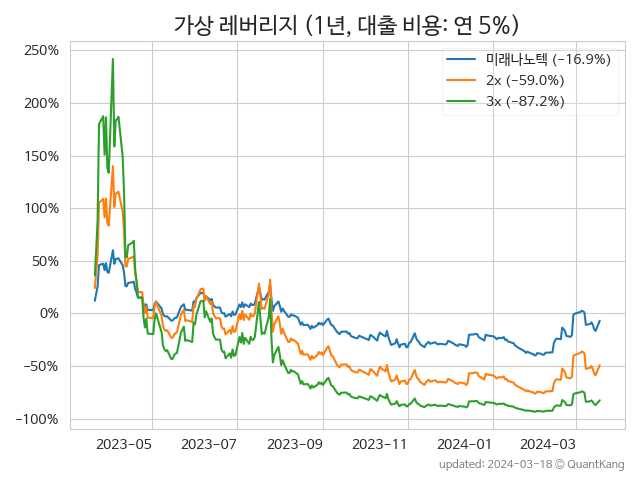 가상 레버리지 (1년, 대출 비용: 연 5%)
250%
200%
150%
100%
50%
0%
−50%
−100%
미래나노텍 (−16.9%)
2x (−59.0%)
3x (−87.2%)
2023-05 2023-07 2023-09 2023-11 2024-01 2024-03
updated: 2024-03-18 © QuantKang